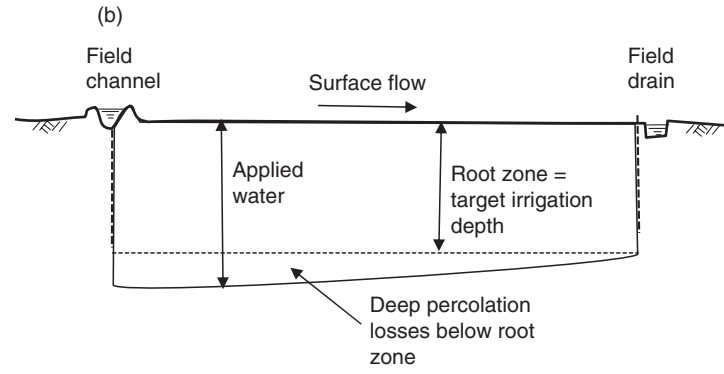 (b)
Field
channel
Surface flow
Field
drain
Applied
water
Root zone =
target irrigation
depth
Deep percolation
losses below root
zone